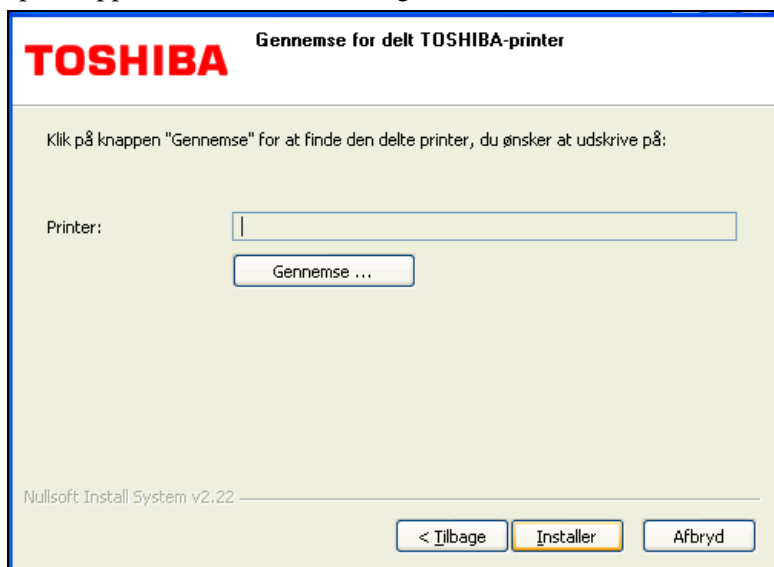 TOSHIBA
Gennemse for delt TOSHIBA-printer
Klik på knappen "Gennemse" for at finde den delte printer, du ønsker at udskrive på:
Printer:
Gennemse ...
Nullsoft Install System v2.22
< Tilbage
Installer
Afbryd